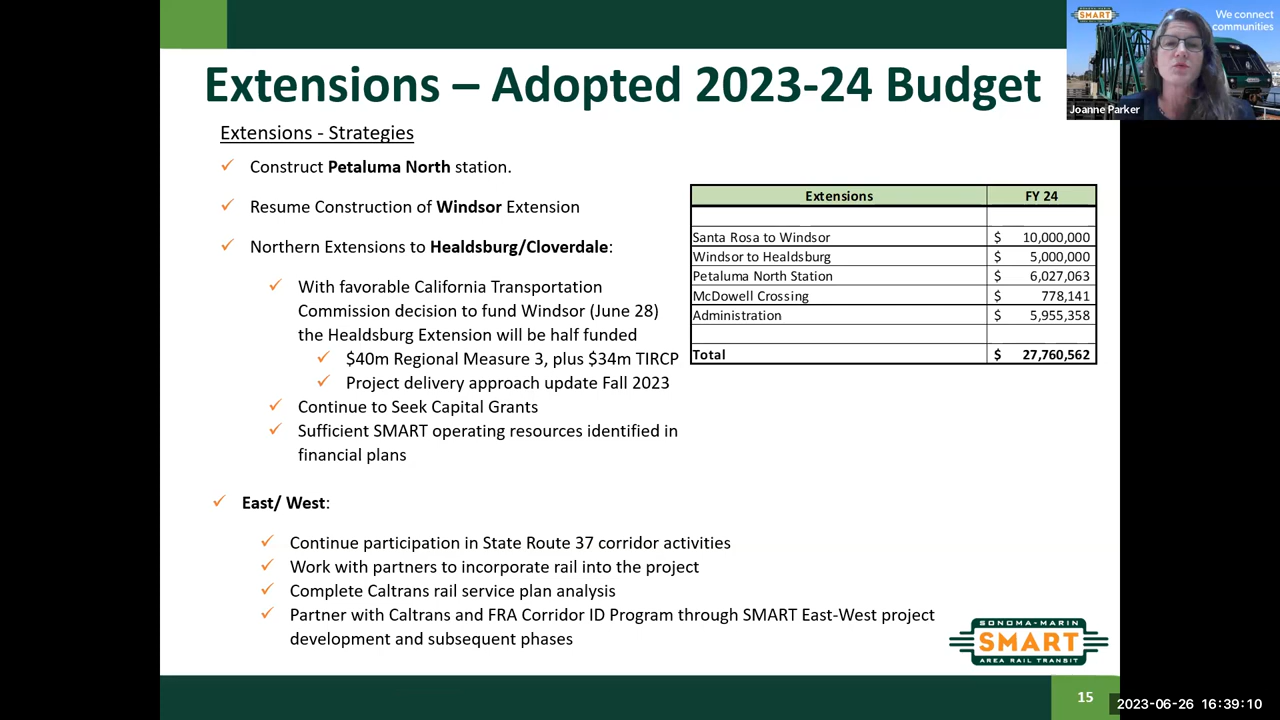 Extensions – Adopted 2023-24 Budget
SONOMA-MARIN
SMART
We connect
communities
Joanne Parker
Extensions - Strategies
Construct Petaluma North station.
Resume Construction of Windsor Extension
Northern Extensions to Healdsburg/Cloverdale:
With favorable California Transportation
Commission decision to fund Windsor (June 28)
the Healdsburg Extension will be half funded
$40m Regional Measure 3, plus $34m TIRCP
Project delivery approach update Fall 2023
Continue to Seek Capital Grants
Sufficient SMART operating resources identified in
financial plans
Extensions FY 24
Santa Rosa to Windsor $ 10,000,000
Windsor to Healdsburg $ 5,000,000
Petaluma North Station $ 6,027,063
McDowell Crossing $ 778,141
Administration $ 5,955,358
Total $ 27,760,562
East/ West:
Continue participation in State Route 37 corridor activities
Work with partners to incorporate rail into the project
Complete Caltrans rail service plan analysis
Partner with Caltrans and FRA Corridor ID Program through SMART East-West project
development and subsequent phases
SONOMA-MARIN
SMART
AREA RAIL TRANSIT
15
2023-06-26 16:39:10